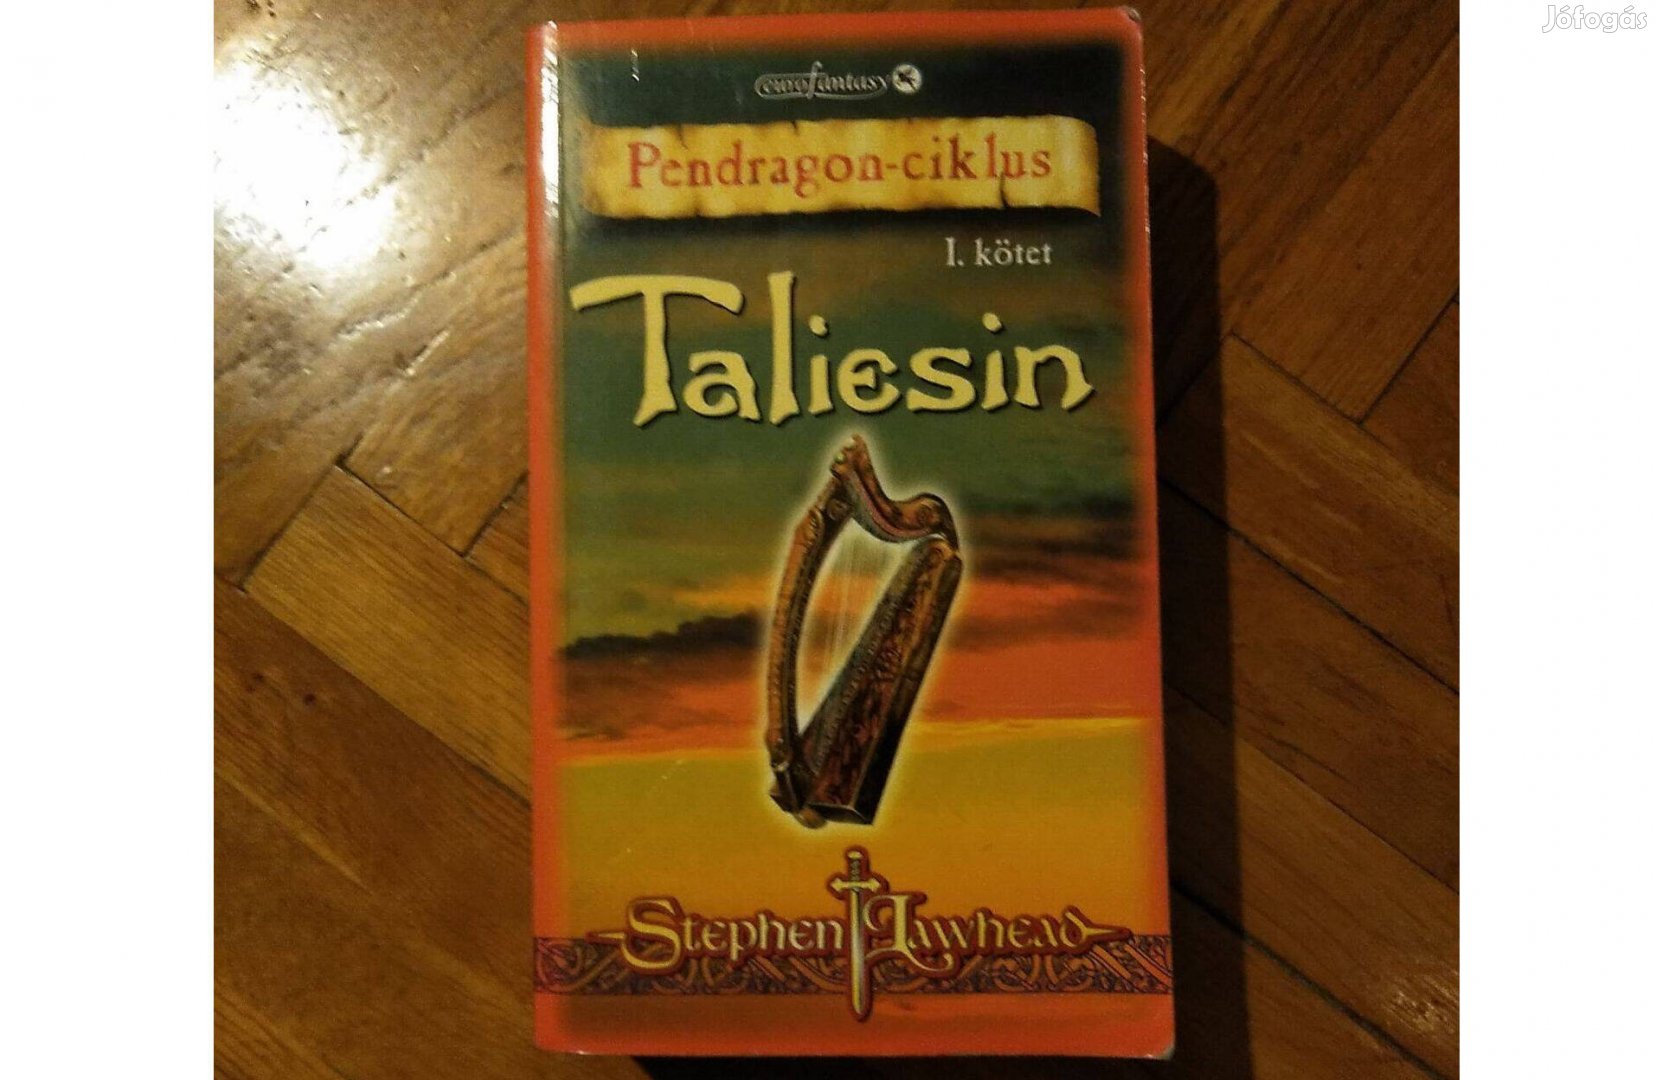 Jófogás
eurofantasy
Pendragon-ciklus
I. kötet
Taliesin
Stephen Lawhead